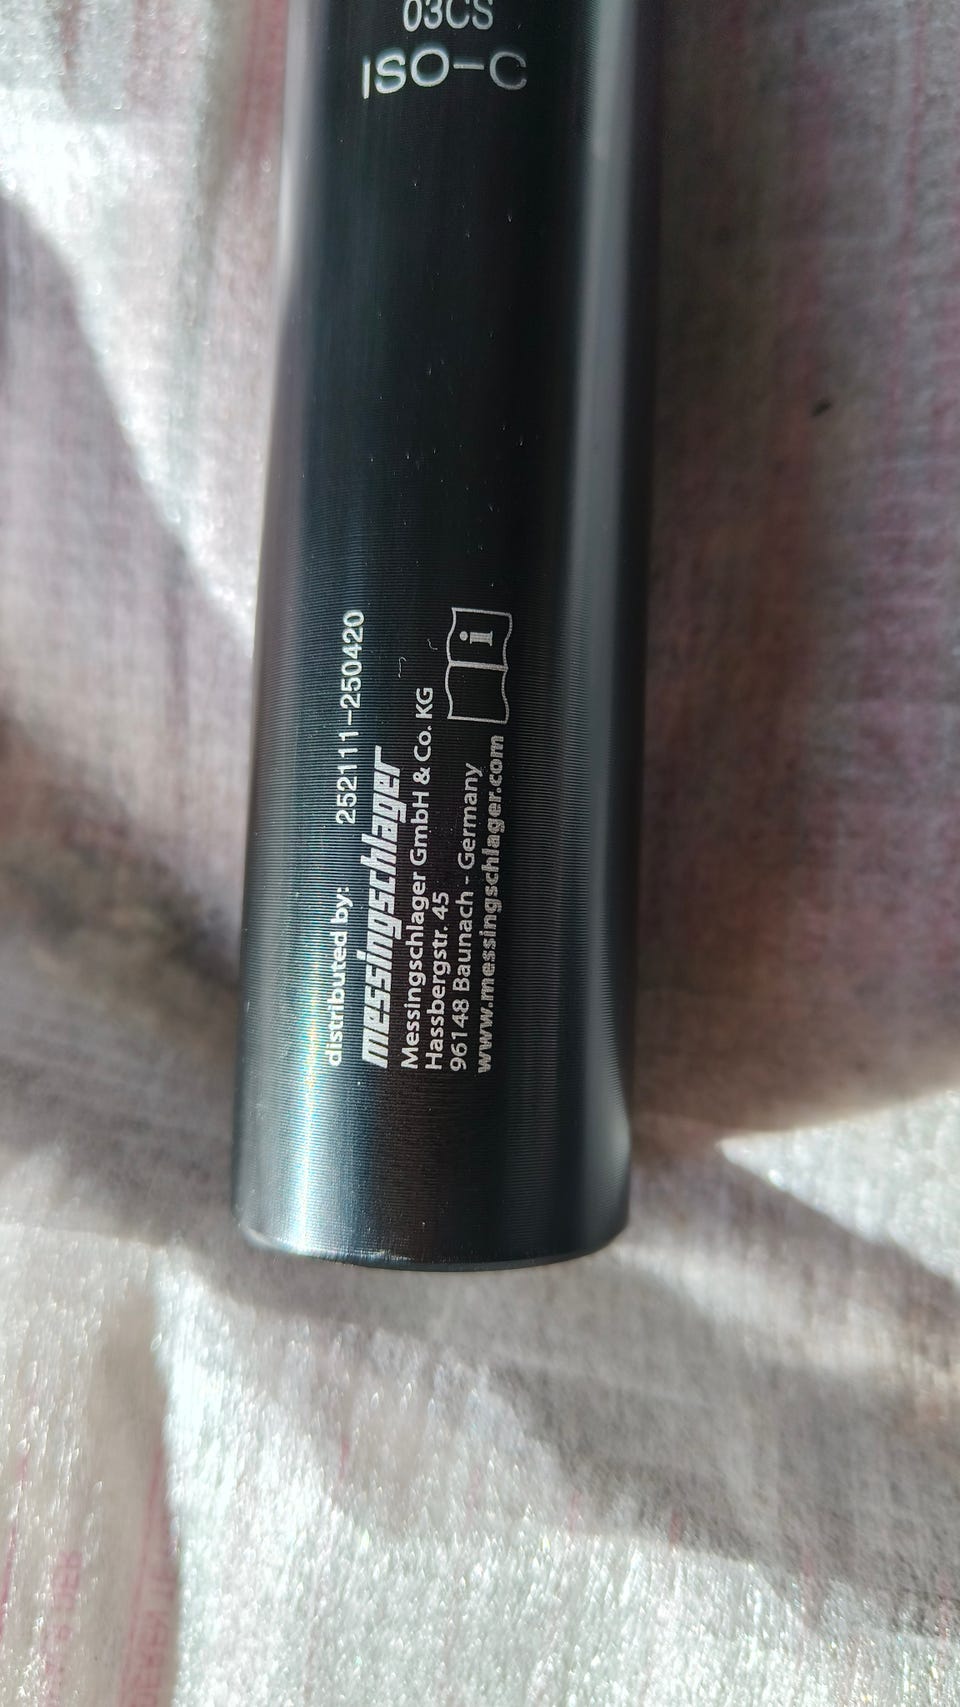 03CS
ISO-C
distributed by: 252111-250420
messingschlager
Messingschlager GmbH & Co. KG
Hassbergstr. 45
96148 Baunach - Germany
www.messingschlager.com
i